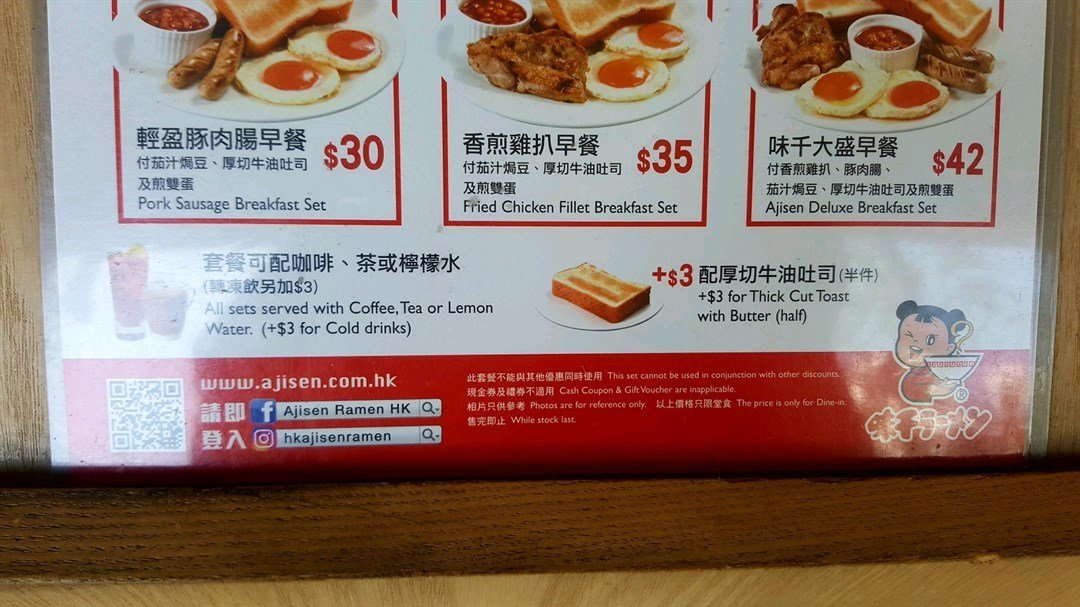 輕盈豚肉腸早餐
付茄汁焗豆、厚切牛油吐司
及煎雙蛋
Pork Sausage Breakfast Set
$30
香煎雞扒早餐
付茄汁焗豆、厚切牛油吐司
及煎雙蛋
Fried Chicken Fillet Breakfast Set
$35
味千大盛早餐
付香煎雞扒、豚肉腸、
茄汁焗豆、厚切牛油吐司及煎雙蛋
Ajisen Deluxe Breakfast Set
$42
套餐可配咖啡、茶或檸檬水
(轉凍飲另加$3)
All sets served with Coffee, Tea or Lemon
Water. (+$3 for Cold drinks)
+$3 配厚切牛油吐司(半件)
+$3 for Thick Cut Toast
with Butter (half)
www.ajisen.com.hk
請即 f Ajisen Ramen HK
登入 hkajisenramen
此套餐不能與其他優惠同時使用 This set cannot be used in conjunction with other discounts.
現金券及禮券不適用 Cash Coupon & Gift Voucher are inapplicable.
相片只供參考 Photos are for reference only. 以上價格只限堂食 The price is only for Dine-in.
售完即止 While stock last.
味千ラーメン
®